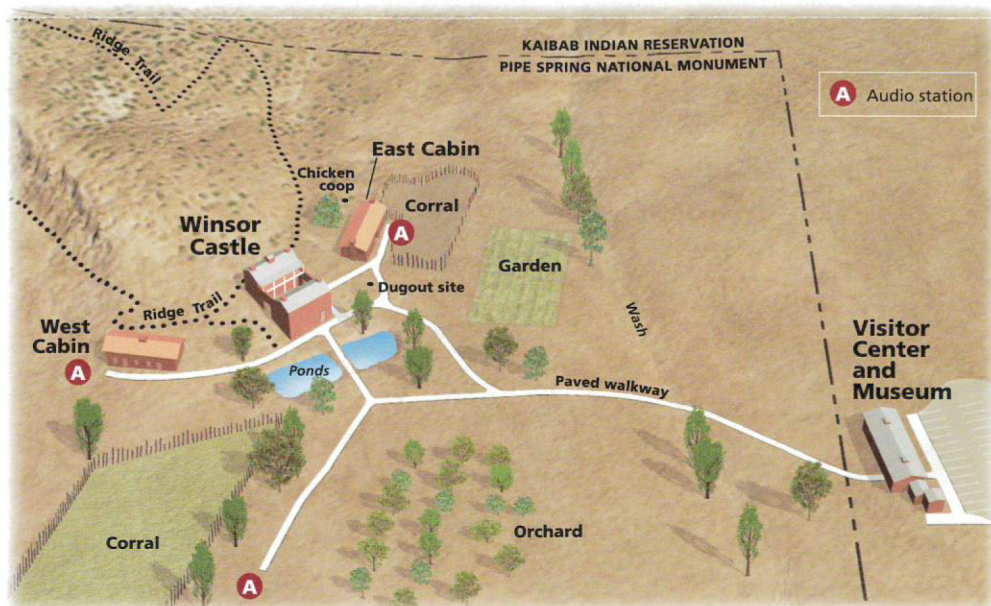 Ridge
Trail
KAIBAB INDIAN RESERVATION
PIPE SPRING NATIONAL MONUMENT
A Audio station
East Cabin
Chicken
coop
Corral
A
Winsor
Castle
Garden
Dugout site
Ridge Trail
Wash
West
Cabin
A
Ponds
Visitor
Center
and
Museum
Paved walkway
Orchard
Corral
A